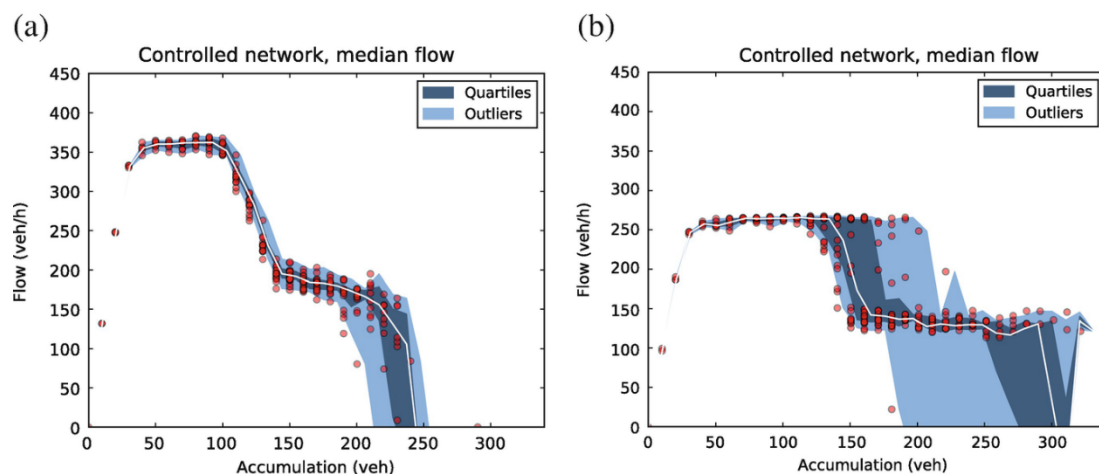 (a)
Controlled network, median flow
450
400
350
300
250
200
150
100
50
0
Flow (veh/h)
Quartiles
Outliers
0 50 100 150 200 250 300
Accumulation (veh)
(b)
Controlled network, median flow
450
400
350
300
250
200
150
100
50
0
Flow (veh/h)
Quartiles
Outliers
0 50 100 150 200 250 300
Accumulation (veh)